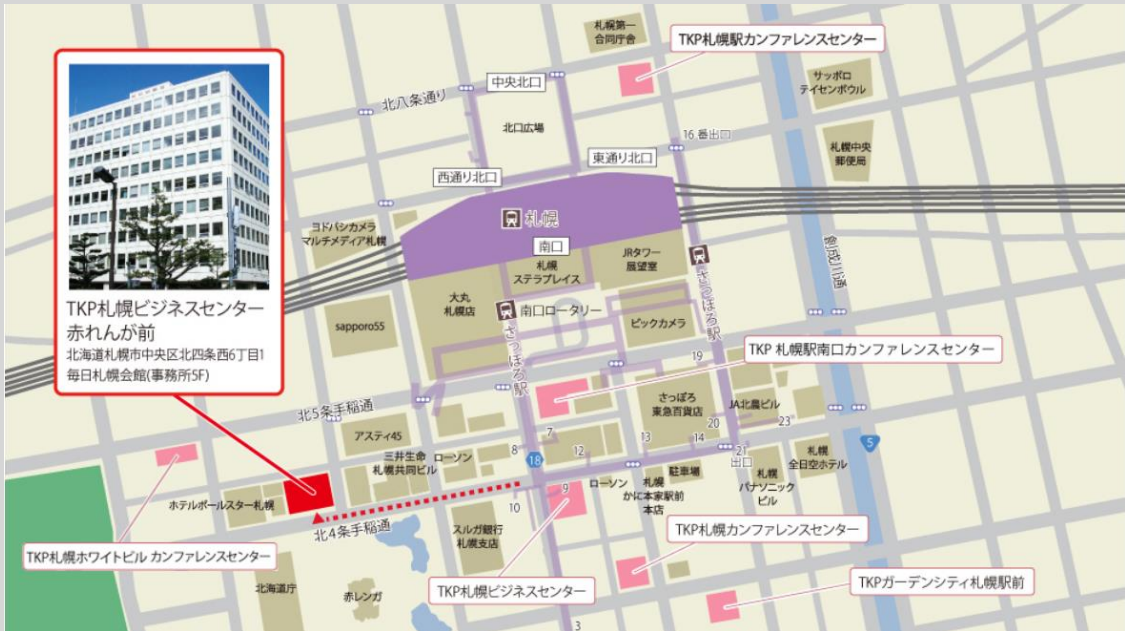 札幌第一
合同庁舎
TKP札幌駅カンファレンスセンター
中央北口
サッポロ
テイセンボウル
北八条通り
北口広場
16番出口
札幌中央
郵便局
東通り北口
西通り北口
ヨドバシカメラ
マルチメディア札幌
札幌
南口
札幌
ステラプレイス
JRタワー
展望室
創成川通
TKP札幌ビジネスセンター
赤れんが前
北海道札幌市中央区北四条西6丁目1
毎日札幌会館(事務所5F)
大丸
札幌店
南口ロータリー
さっぽろ駅
さっぽろ駅
sapporo55
ビックカメラ
TKP 札幌駅南口カンファレンスセンター
19
北5条手稲通
さっぽろ
東急百貨店
JA北農ビル
アスティ45
7
20
23
三井生命
札幌共同ビル
ローソン
8
12
13
14
21
出口
18
5
札幌
全日空ホテル
ホテルポールスター札幌
9
10
ローソン
札幌
かに本家駅前
本店
駐車場
札幌
パナソニック
ビル
北4条手稲通
スルガ銀行
札幌支店
TKP札幌カンファレンスセンター
TKP札幌ホワイトビル カンファレンスセンター
北海道庁
赤レンガ
TKP札幌ビジネスセンター
TKPガーデンシティ札幌駅前
3